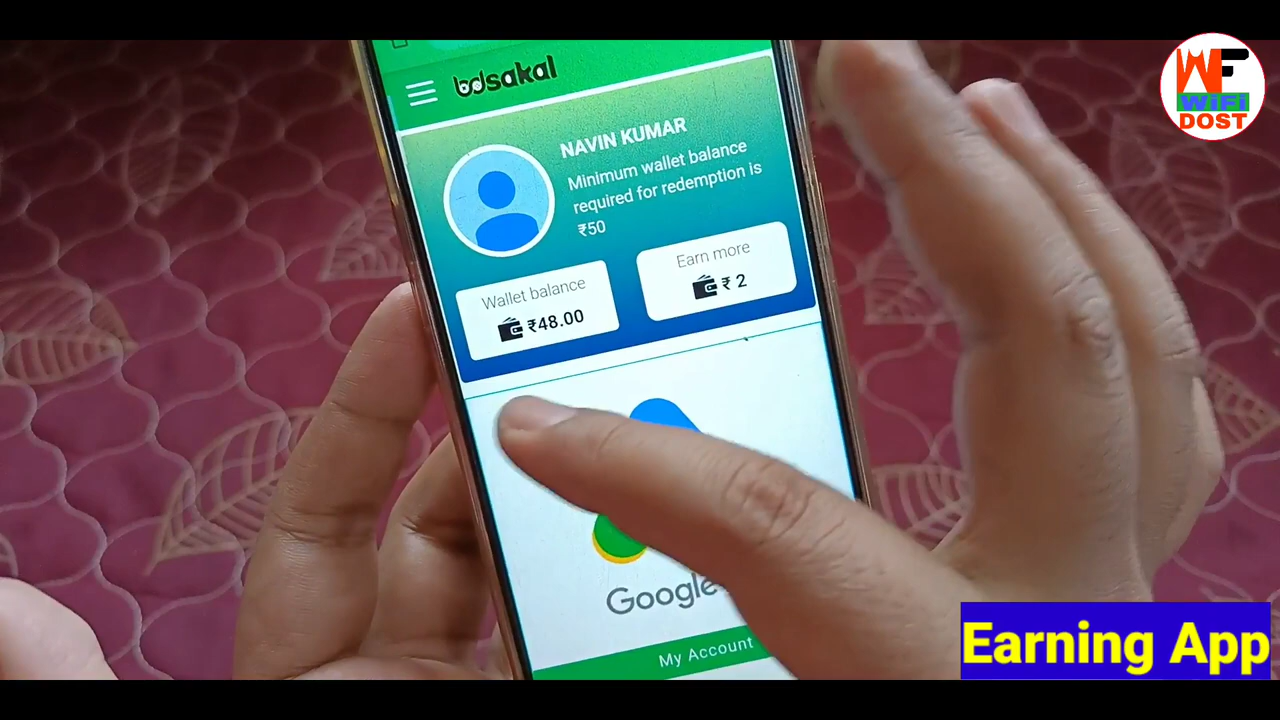 bdsakal
NAVIN KUMAR
Minimum wallet balance
required for redemption is
₹50
Wallet balance
₹48.00
Earn more
₹ 2
Google
My Account
WF
WiFi
DOST
Earning App